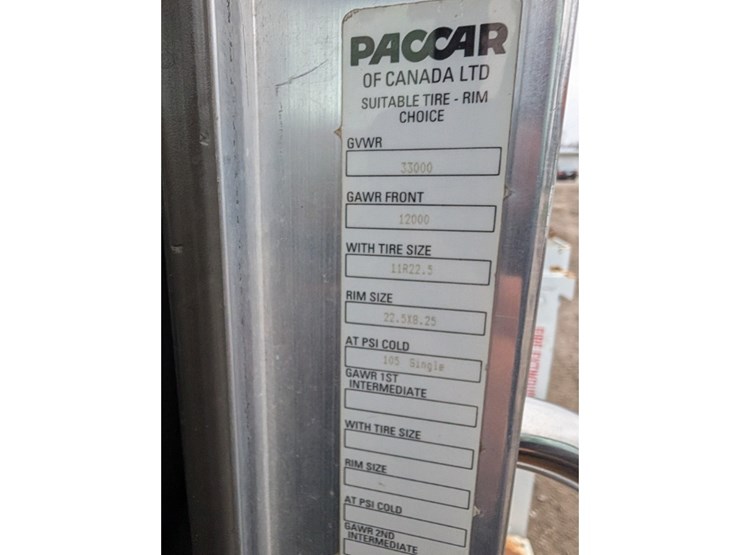 PACCAR
OF CANADA LTD
SUITABLE TIRE - RIM
CHOICE
GVWR
33000
GAWR FRONT
12000
WITH TIRE SIZE
11R22.5
RIM SIZE
22.5X8.25
AT PSI COLD
105 Single
GAWR 1ST
INTERMEDIATE
WITH TIRE SIZE
RIM SIZE
AT PSI COLD
GAWR 2ND
INTERMEDIATE